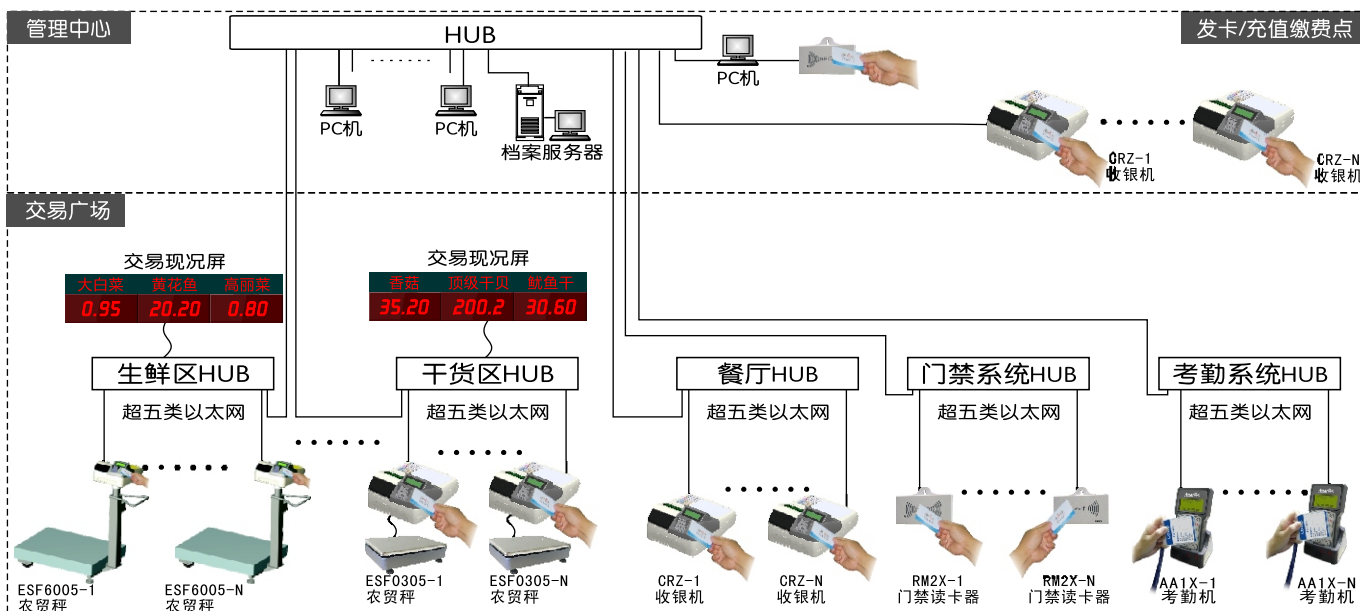 管理中心
HUB
发卡/充值缴费点
PC机
PC机
PC机
档案服务器
CRZ-1
收银机
CRZ-N
收银机
交易广场
交易现况屏
大白菜 黄花鱼 高丽菜
0.95 20.20 0.80
交易现况屏
香菇 顶级干贝 鱿鱼干
35.20 200.2 30.60
生鲜区HUB
干货区HUB
餐厅HUB
门禁系统HUB
考勤系统HUB
超五类以太网
超五类以太网
超五类以太网
超五类以太网
超五类以太网
ESF6005-1
农贸秤
ESF6005-N
农贸秤
ESF0305-1
农贸秤
ESF0305-N
农贸秤
CRZ-1
收银机
CRZ-N
收银机
RM2X-1
门禁读卡器
RM2X-N
门禁读卡器
AA1X-1
考勤机
AA1X-N
考勤机